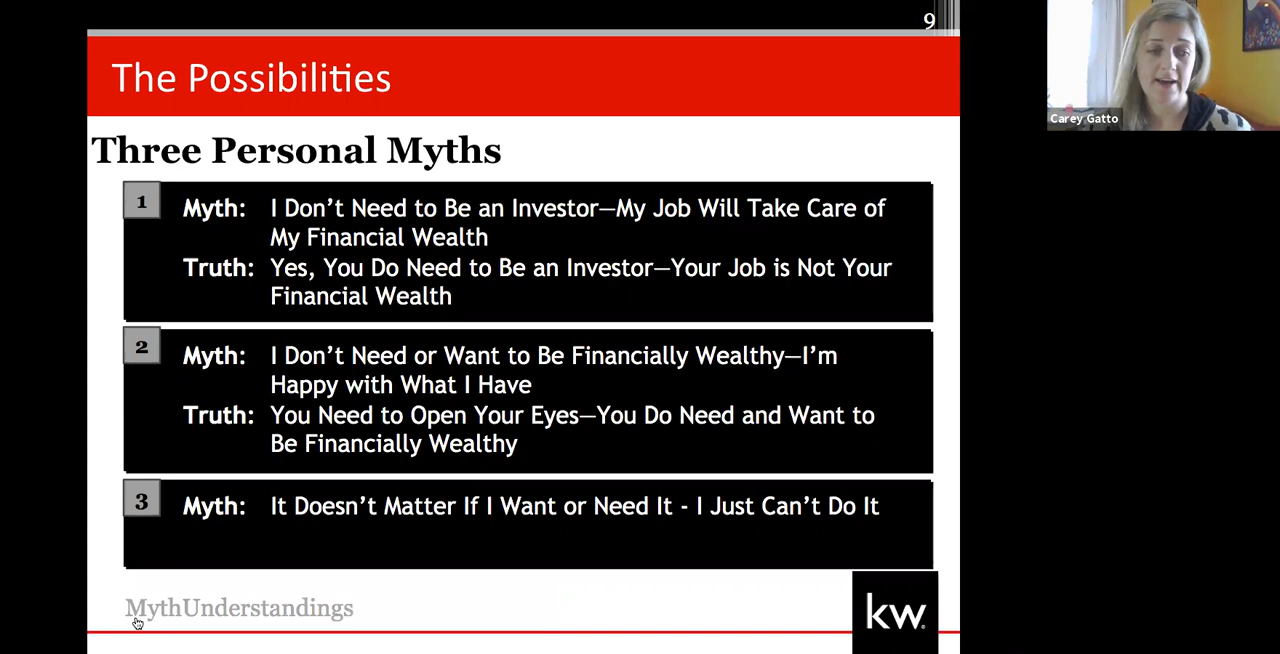 9
The Possibilities
Carey Gatto
Three Personal Myths
1
Myth: I Don’t Need to Be an Investor—My Job Will Take Care of
My Financial Wealth
Truth: Yes, You Do Need to Be an Investor—Your Job is Not Your
Financial Wealth
2
Myth: I Don’t Need or Want to Be Financially Wealthy—I’m
Happy with What I Have
Truth: You Need to Open Your Eyes—You Do Need and Want to
Be Financially Wealthy
3
Myth: It Doesn’t Matter If I Want or Need It - I Just Can’t Do It
MythUnderstandings
kw.